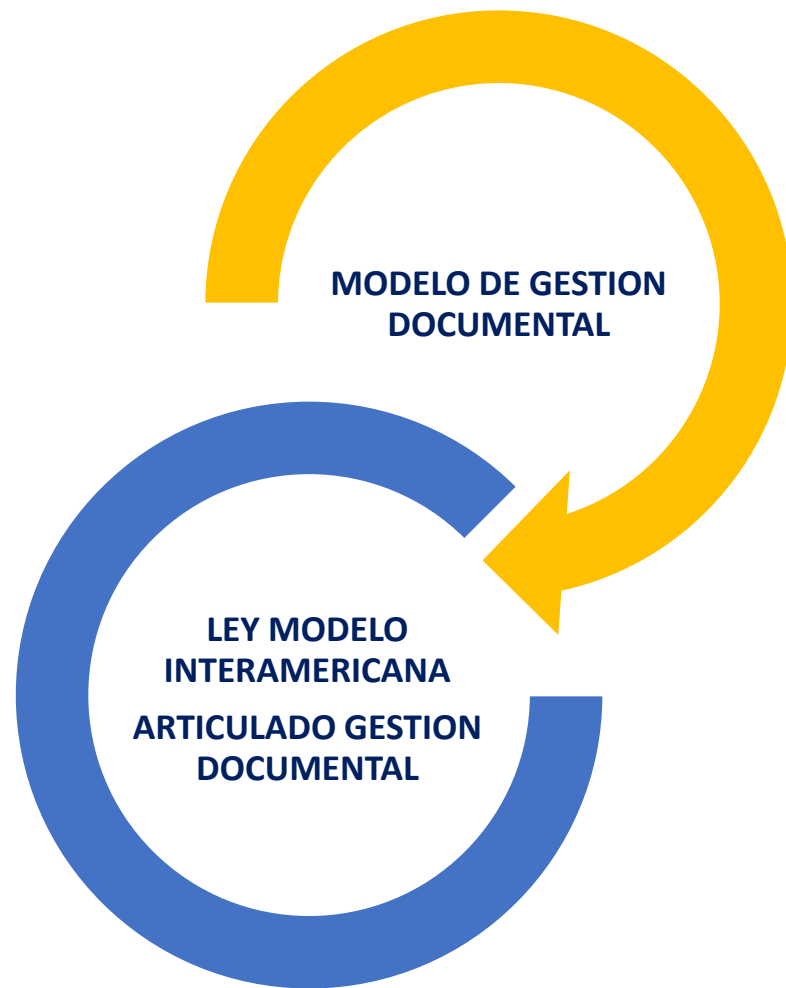 MODELO DE GESTION
DOCUMENTAL
LEY MODELO
INTERAMERICANA
ARTICULADO GESTION
DOCUMENTAL